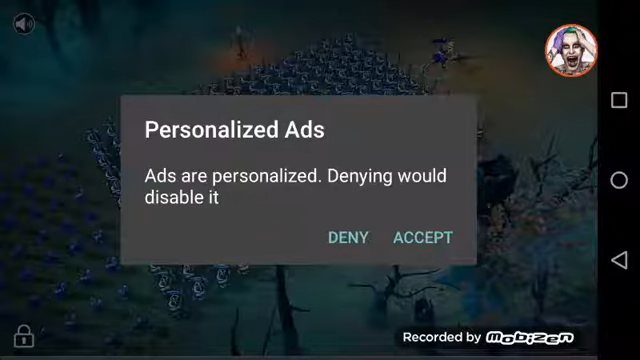 Personalized Ads
Ads are personalized. Denying would
disable it
DENY ACCEPT
Recorded by MOBIZEN